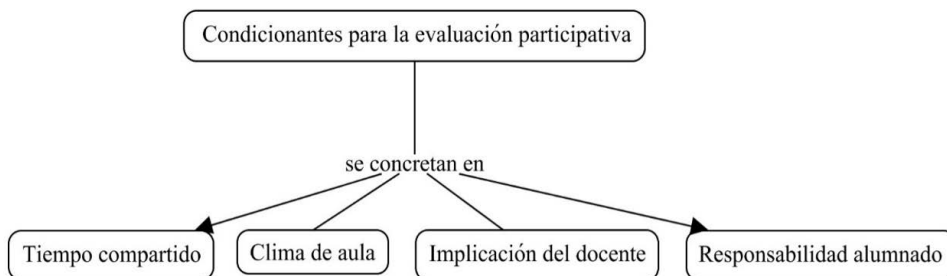 Condicionantes para la evaluación participativa
se concretan en
Tiempo compartido
Clima de aula
Implicación del docente
Responsabilidad alumnado